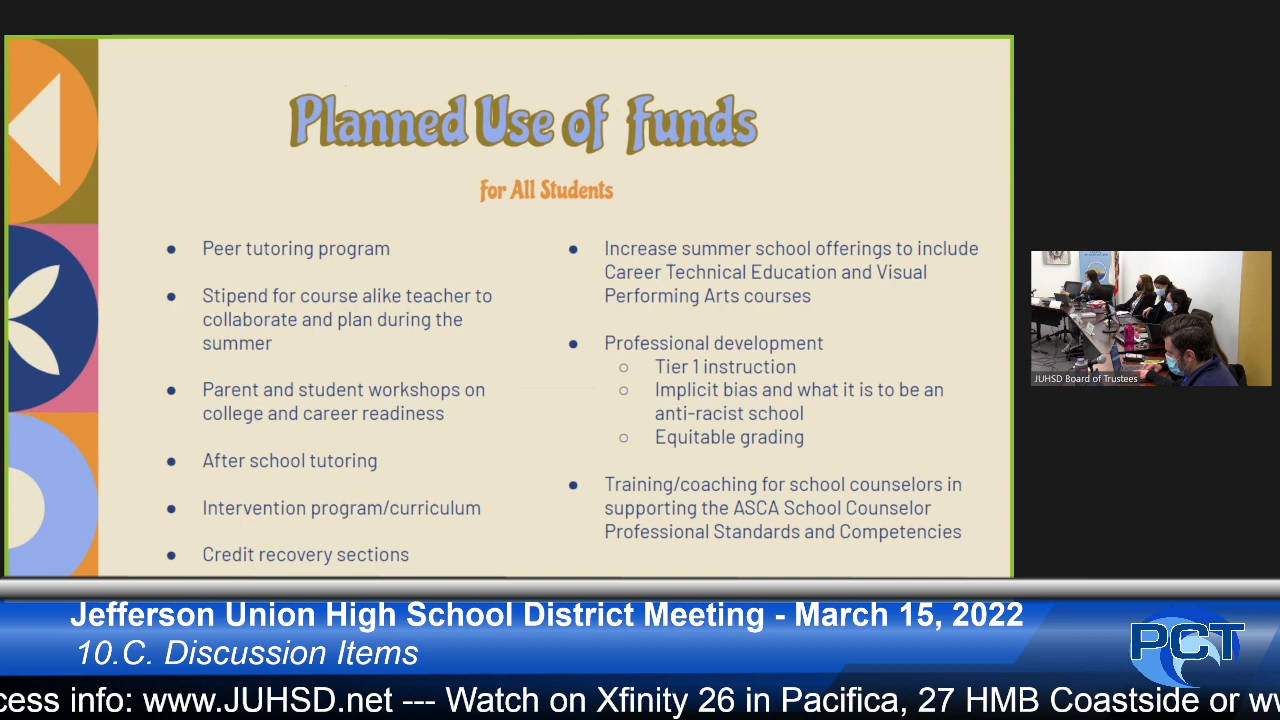 Planned Use of Funds
for All Students
● Peer tutoring program
● Stipend for course alike teacher to
collaborate and plan during the
summer
● Parent and student workshops on
college and career readiness
● After school tutoring
● Intervention program/curriculum
● Credit recovery sections
● Increase summer school offerings to include
Career Technical Education and Visual
Performing Arts courses
● Professional development
○ Tier 1 instruction
○ Implicit bias and what it is to be an
anti-racist school
○ Equitable grading
● Training/coaching for school counselors in
supporting the ASCA School Counselor
Professional Standards and Competencies
JUHSD Board of Trustees
Jefferson Union High School District Meeting - March 15, 2022
10.C. Discussion Items
PCT
cess info: www.JUHSD.net --- Watch on Xfinity 26 in Pacifica, 27 HMB Coastside or ww